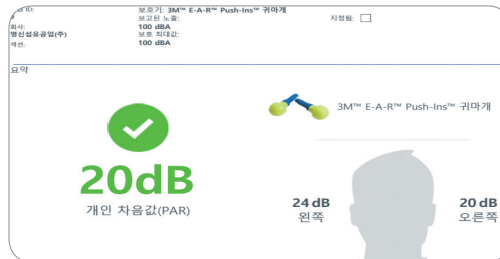 ID:
보호기: 3M™ E-A-R™ Push-Ins™ 귀마개
보고된 노출:
지정됨:
회사:
100 dBA
명신섬유공업(주)
보호 최대값:
섹션:
100 dBA
요약
3M™ E-A-R™ Push-Ins™ 귀마개
20dB
개인 차음값(PAR)
24 dB
왼쪽
20 dB
오른쪽